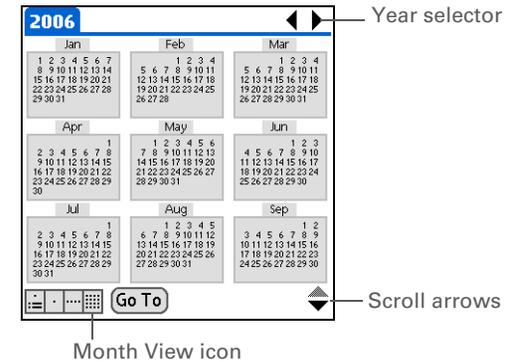 2006
Year selector
Jan Feb Mar
1 2 3 4 5 6 7 1 2 3 4 1 2 3 4
8 9 10 11 12 13 14 5 6 7 8 9 10 11 5 6 7 8 9 10 11
15 16 17 18 19 20 21 12 13 14 15 16 17 18 12 13 14 15 16 17 18
22 23 24 25 26 27 28 19 20 21 22 23 24 25 19 20 21 22 23 24 25
29 30 31 26 27 28 26 27 28 29 30 31
Apr May Jun
1 1 2 3 4 5 6 1 2 3
2 3 4 5 6 7 8 7 8 9 10 11 12 13 4 5 6 7 8 9 10
9 10 11 12 13 14 15 14 15 16 17 18 19 20 11 12 13 14 15 16 17
16 17 18 19 20 21 22 21 22 23 24 25 26 27 18 19 20 21 22 23 24
23 24 25 26 27 28 29 28 29 30 31 25 26 27 28 29 30
30
Jul Aug Sep
1 1 2 3 4 5 1 2
2 3 4 5 6 7 8 6 7 8 9 10 11 12 3 4 5 6 7 8 9
9 10 11 12 13 14 15 13 14 15 16 17 18 19 10 11 12 13 14 15 16
16 17 18 19 20 21 22 20 21 22 23 24 25 26 17 18 19 20 21 22 23
23 24 25 26 27 28 29 27 28 29 30 31 24 25 26 27 28 29 30
30 31
Go To
Scroll arrows
Month View icon